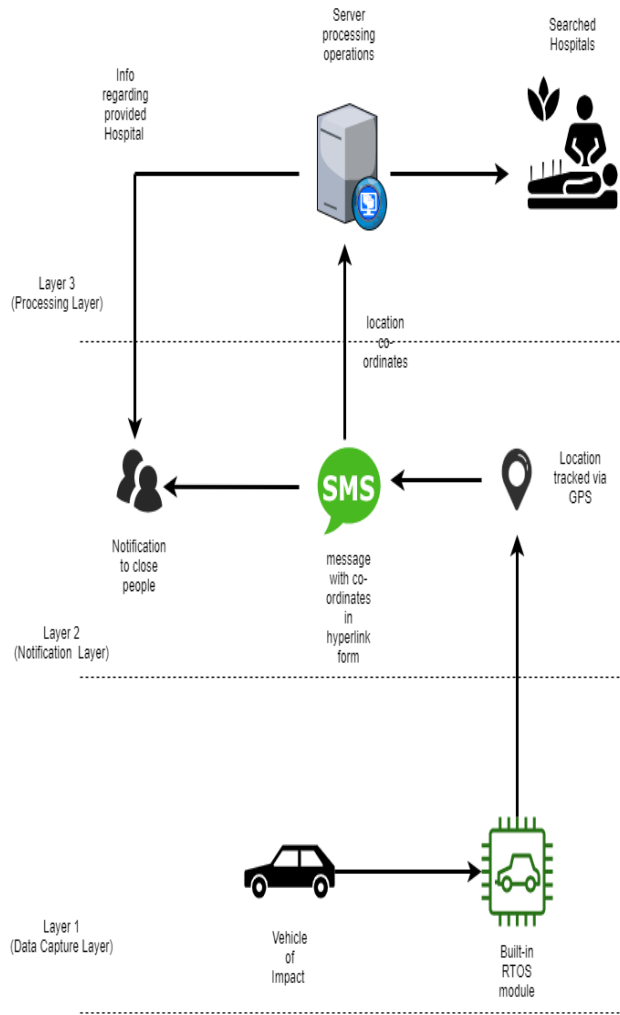 Server
processing
operations
Searched
Hospitals
Info
regarding
provided
Hospital
Layer 3
(Processing Layer)
location
co-
ordinates
SMS
Location
tracked via
GPS
Notification
to close
people
message
with co-
ordinates
in
hyperlink
form
Layer 2
(Notification Layer)
Layer 1
(Data Capture Layer)
Vehicle
of
Impact
Built-in
RTOS
module